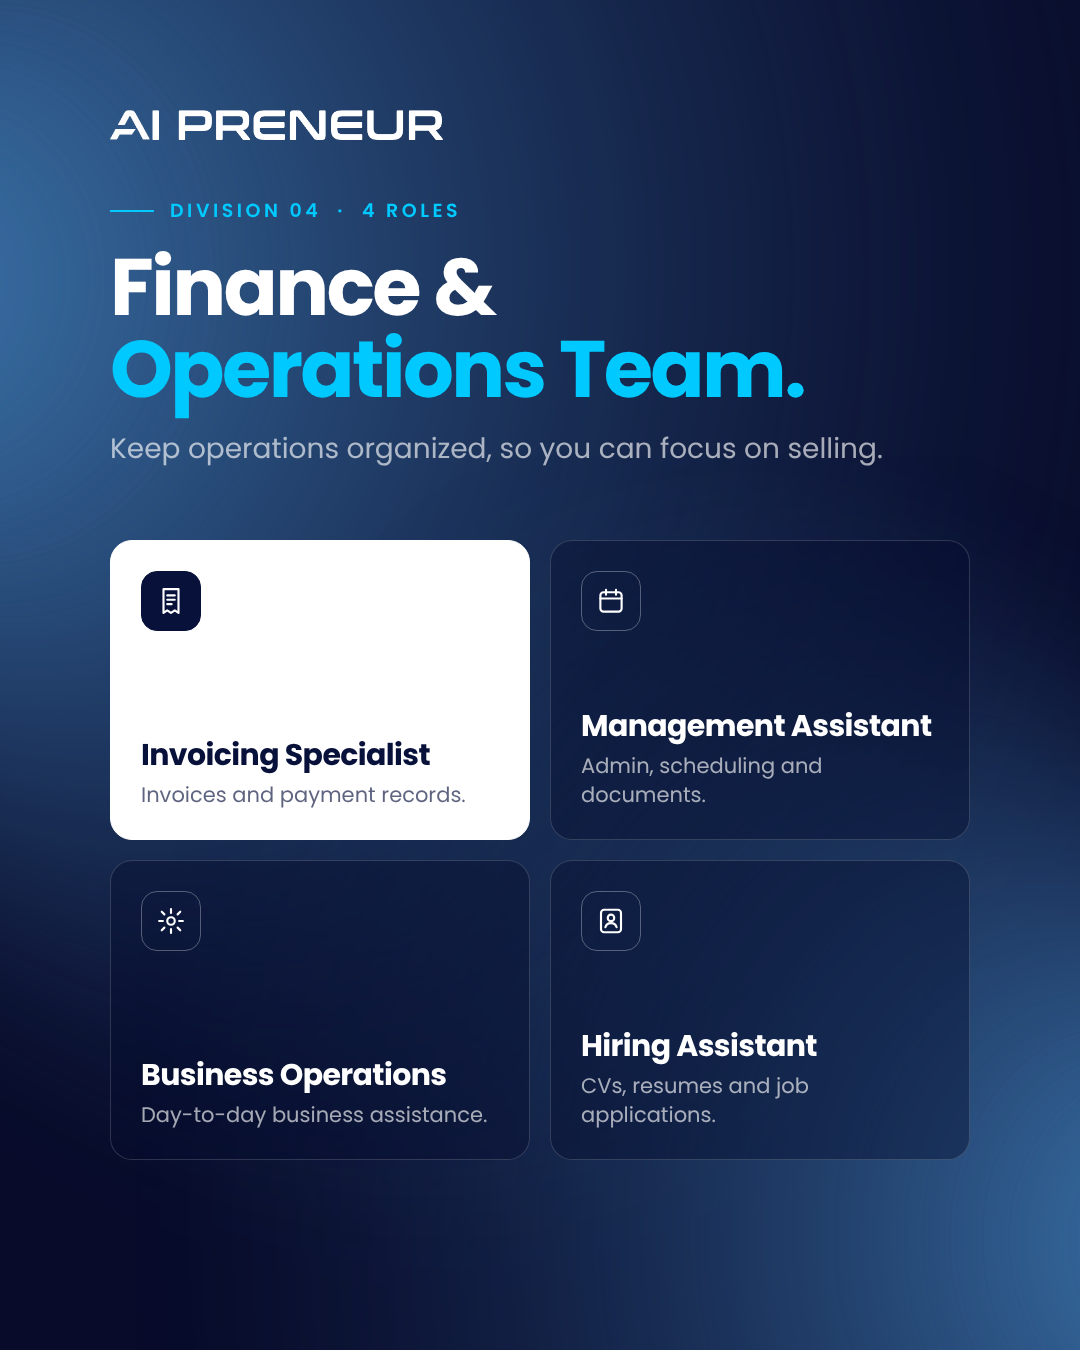 AI PRENEUR
DIVISION 04 · 4 ROLES
Finance &
Operations Team.
Keep operations organized, so you can focus on selling.
Invoicing Specialist
Invoices and payment records.
Management Assistant
Admin, scheduling and
documents.
Business Operations
Day-to-day business assistance.
Hiring Assistant
CVs, resumes and job
applications.